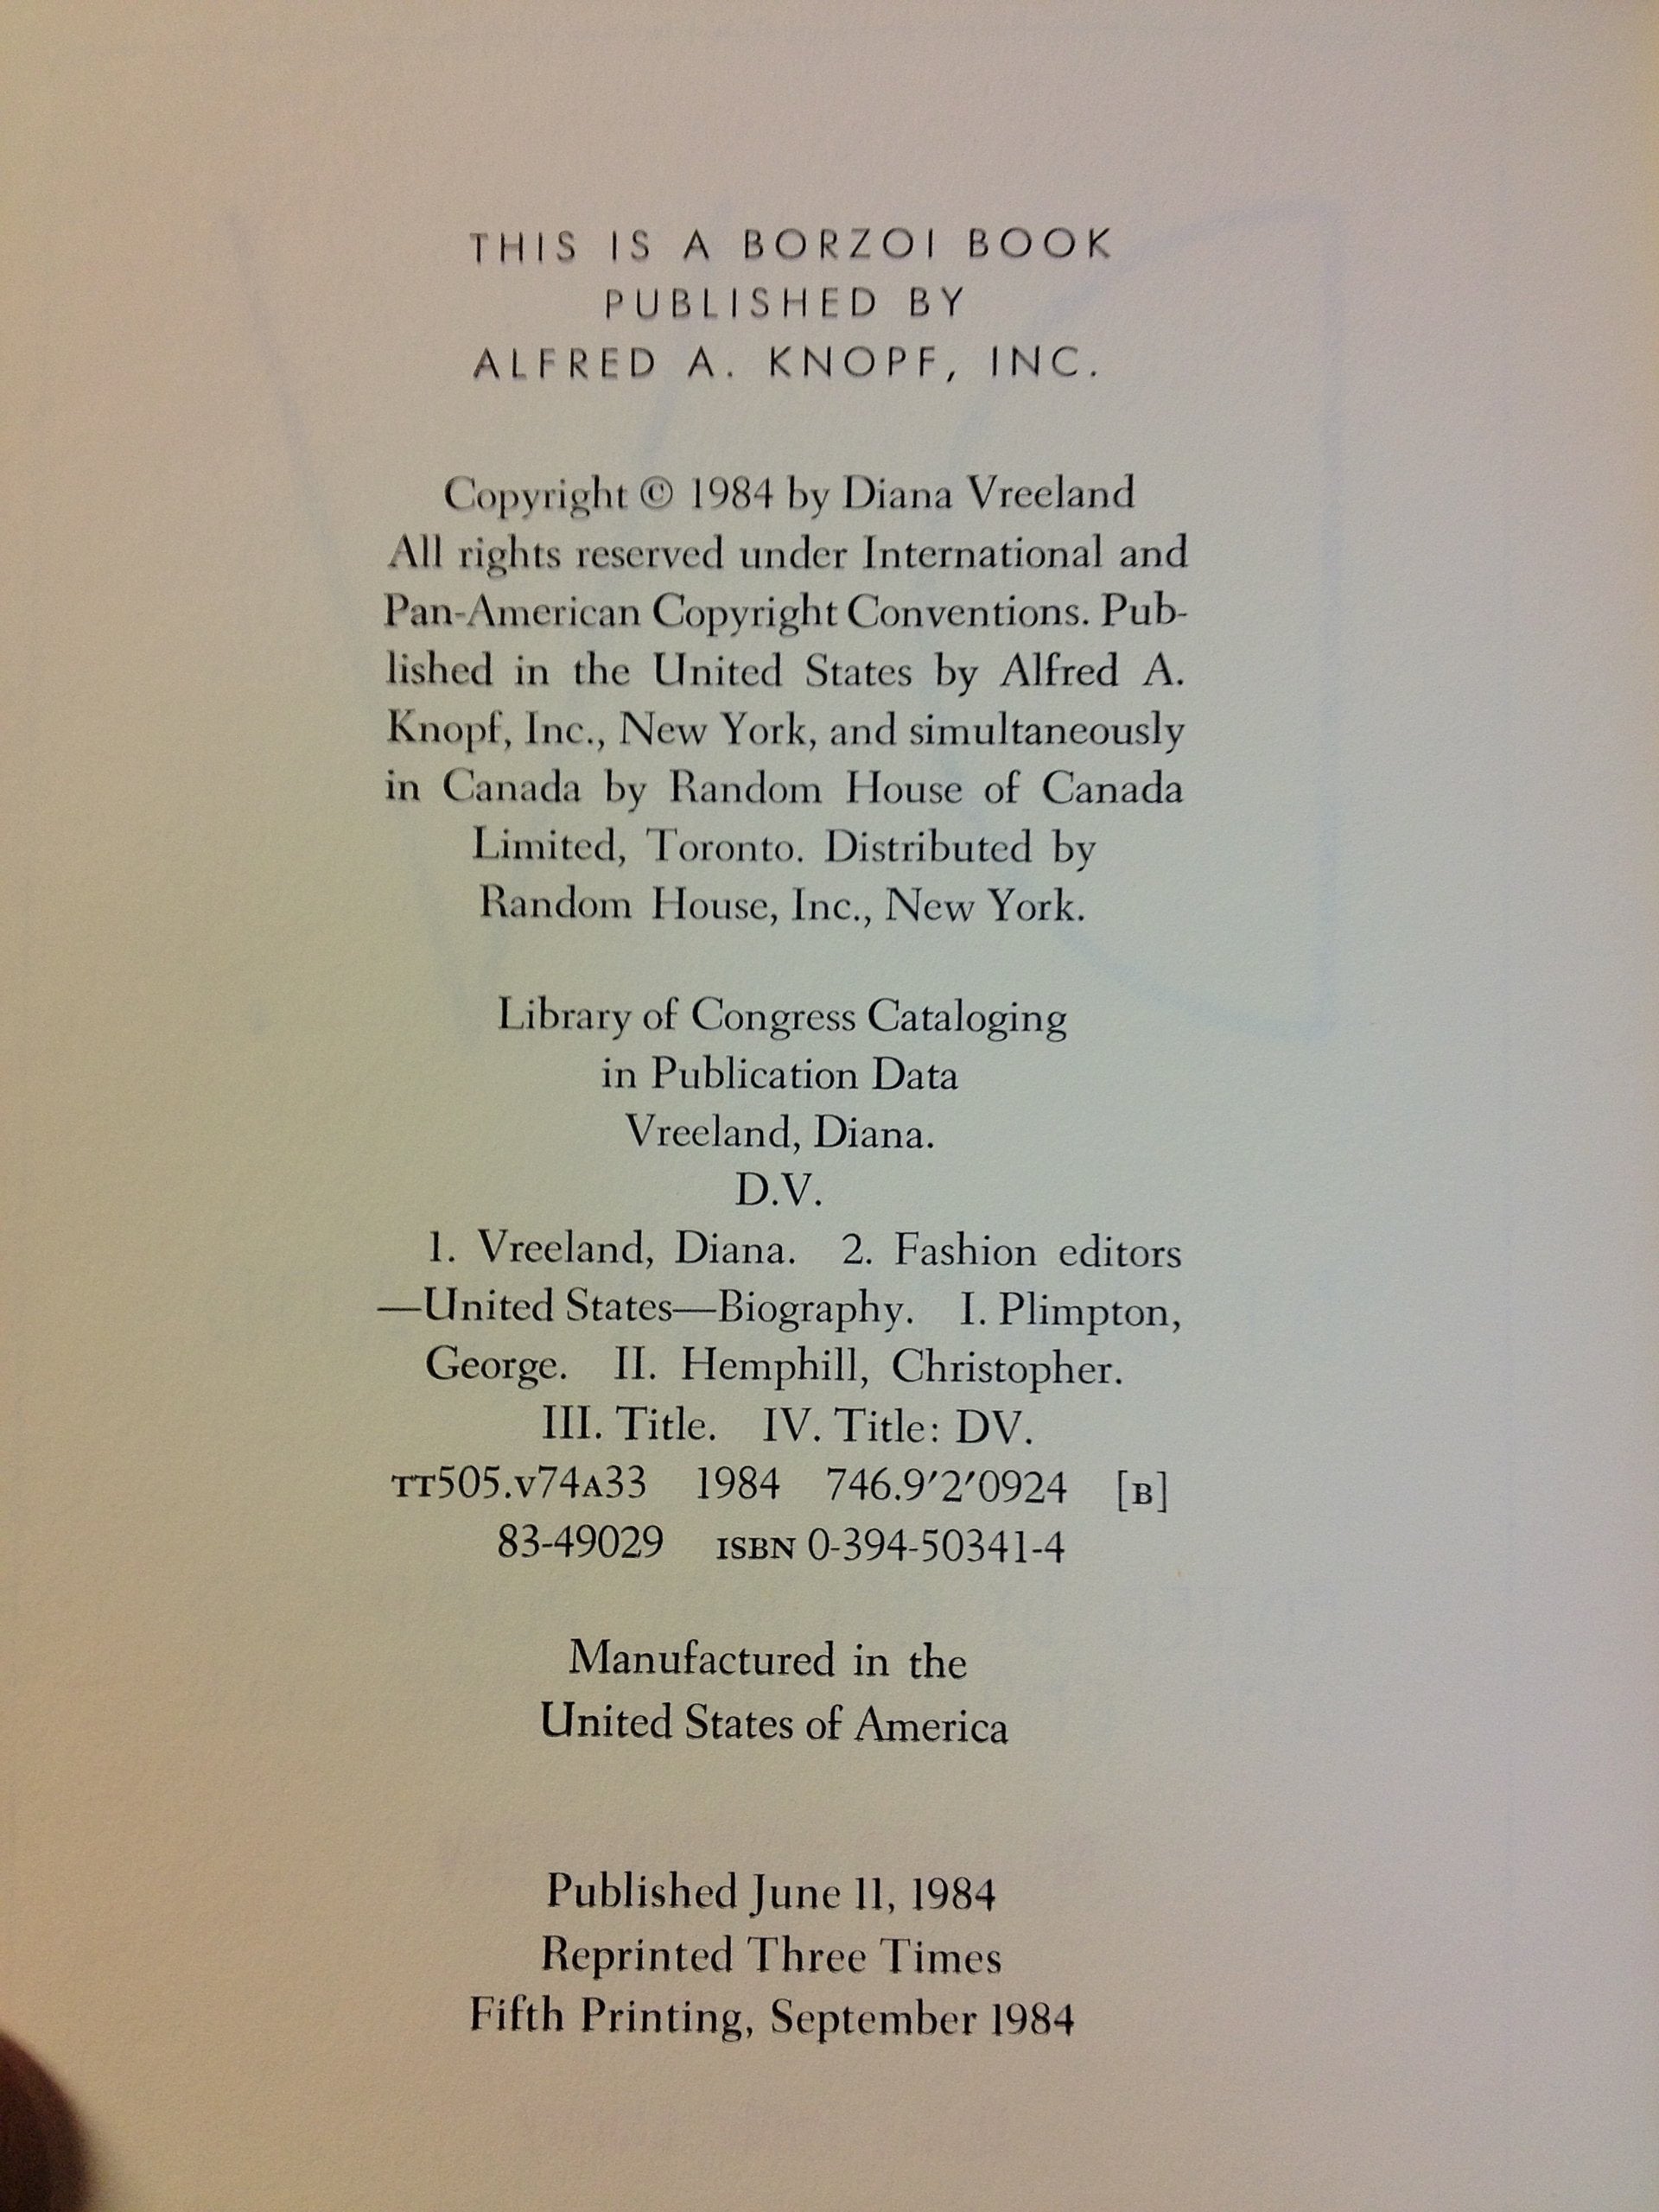 THIS IS A BORZOI BOOK
PUBLISHED BY
ALFRED A. KNOPF, INC.
Copyright © 1984 by Diana Vreeland
All rights reserved under International and
Pan-American Copyright Conventions. Pub-
lished in the United States by Alfred A.
Knopf, Inc., New York, and simultaneously
in Canada by Random House of Canada
Limited, Toronto. Distributed by
Random House, Inc., New York.
Library of Congress Cataloging
in Publication Data
Vreeland, Diana.
D.V.
1. Vreeland, Diana. 2. Fashion editors
—United States—Biography. I. Plimpton,
George. II. Hemphill, Christopher.
III. Title. IV. Title: DV.
TT505.V74A33 1984 746.9′2′0924 [B]
83-49029 ISBN 0-394-50341-4
Manufactured in the
United States of America
Published June 11, 1984
Reprinted Three Times
Fifth Printing, September 1984